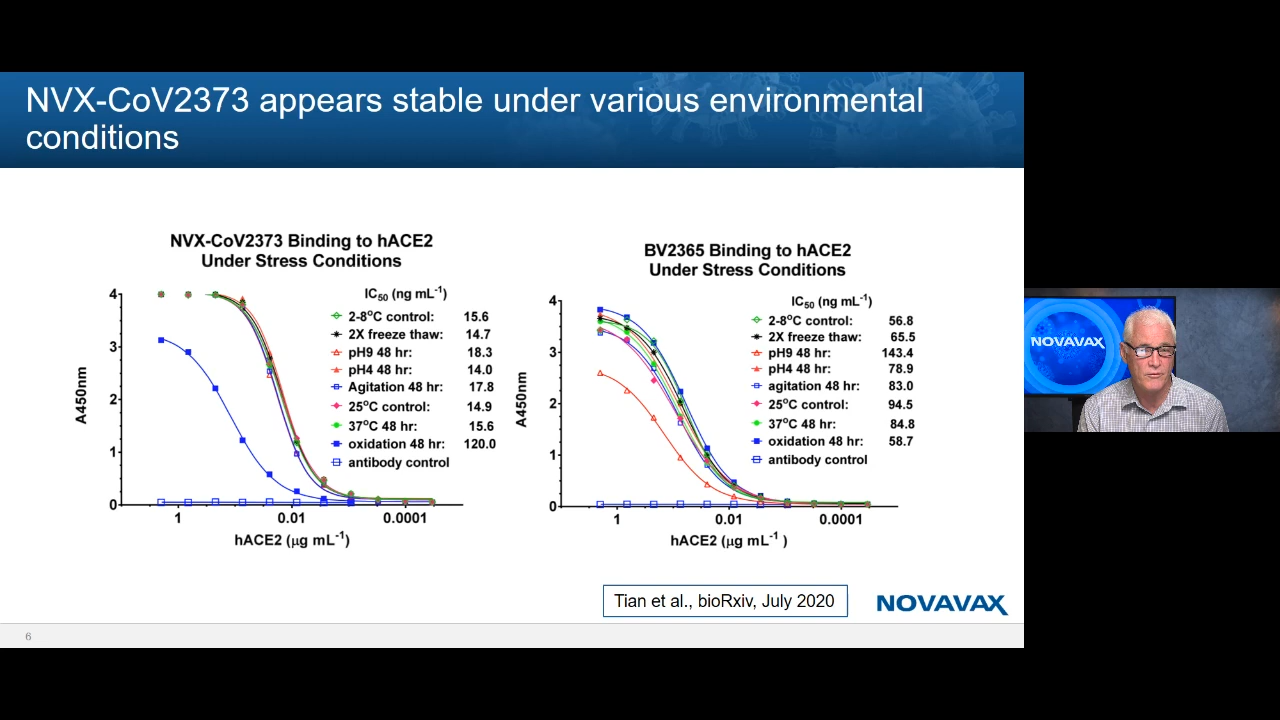 NVX-CoV2373 appears stable under various environmental
conditions
NVX-CoV2373 Binding to hACE2
Under Stress Conditions
IC50 (ng mL-1)
2-8oC control: 15.6
2X freeze thaw: 14.7
pH9 48 hr: 18.3
pH4 48 hr: 14.0
Agitation 48 hr: 17.8
25oC control: 14.9
37oC 48 hr: 15.6
oxidation 48 hr: 120.0
antibody control
A450nm
4
3
2
1
0
1 0.01 0.0001
hACE2 (μg mL-1)
BV2365 Binding to hACE2
Under Stress Conditions
IC50 (ng mL-1)
2-8oC control: 56.8
2X freeze thaw: 65.5
pH9 48 hr: 143.4
pH4 48 hr: 78.9
agitation 48 hr: 83.0
25oC control: 94.5
37oC 48 hr: 84.8
oxidation 48 hr: 58.7
antibody control
A450nm
4
3
2
1
0
1 0.01 0.0001
hACE2 (μg mL-1 )
Tian et al., bioRxiv, July 2020
NOVAVAX
6
NOVAVAX